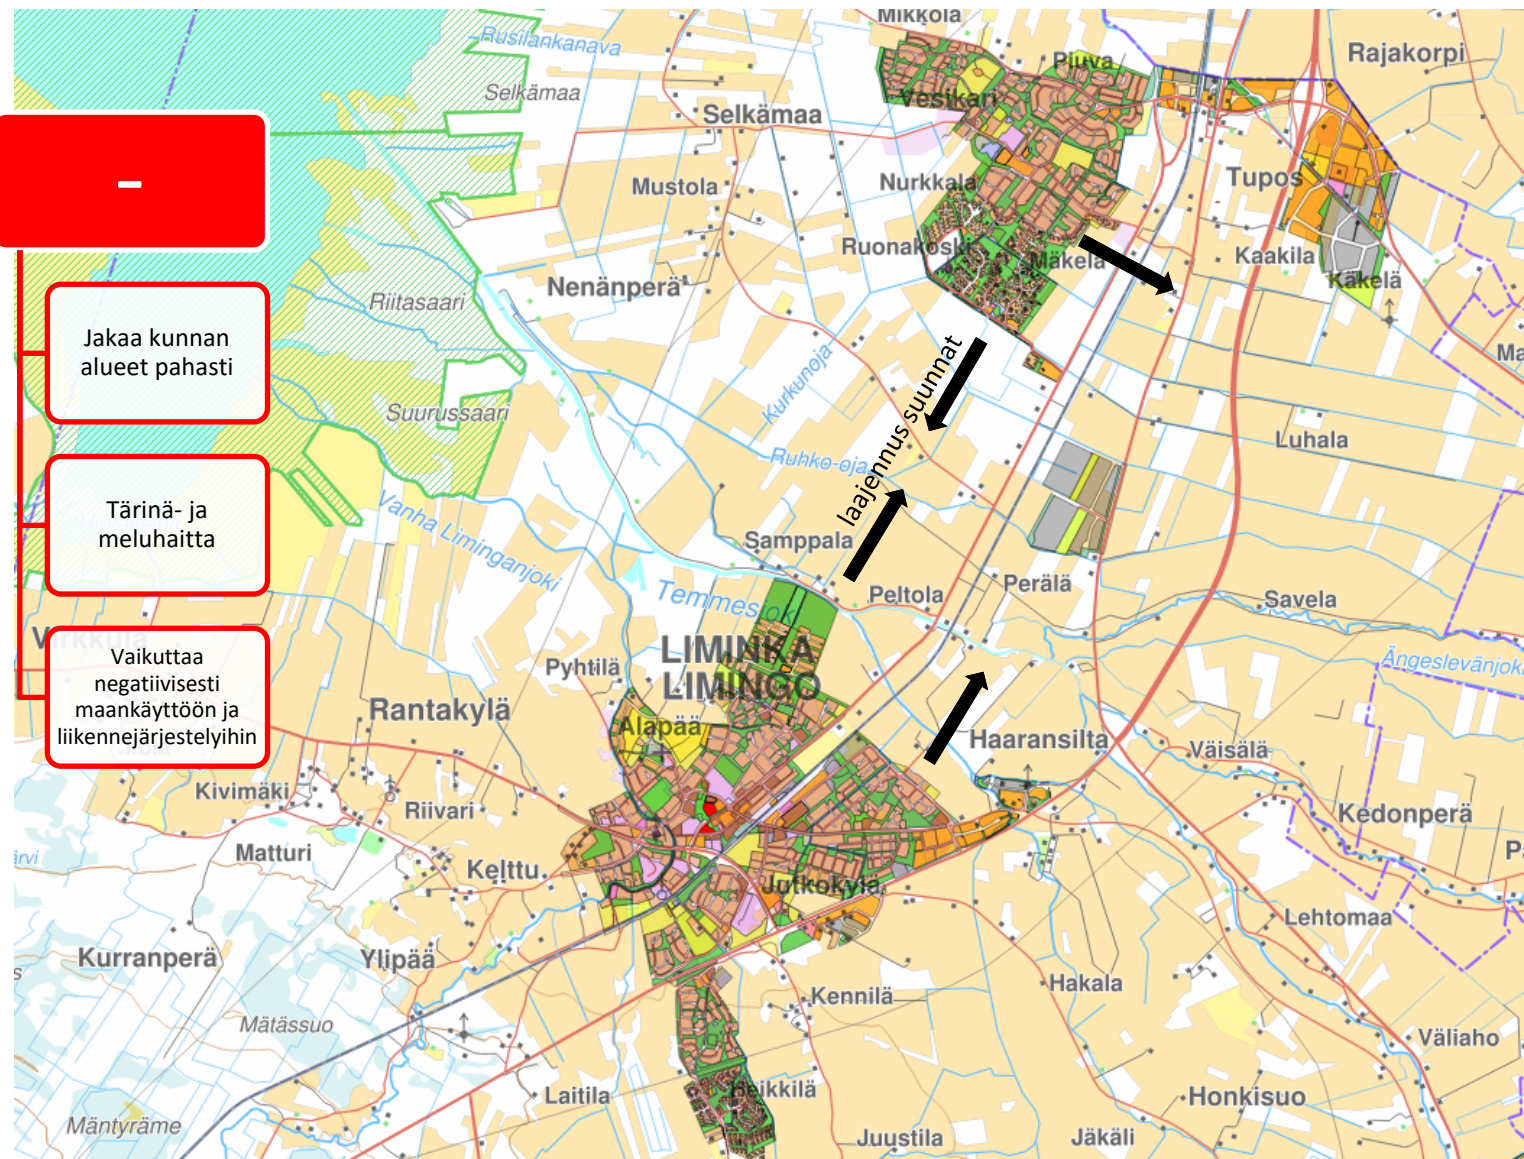 Mikkola
Rusilankanava
Rajakorpi
Piuva
Selkämaa
Vesikari
Selkämaa
-
Tupos
Mustola
Nurkkala
Ruonakoski
Mäkelä
Kaakila
Käkelä
Nenänperä
Riitasaari
Jakaa kunnan
alueet pahasti
Kurkunoja
laajennus suunnat
Suurussaari
Luhala
Ruhko-oja
Vanha Liminganjoki
Tärinä- ja
meluhaitta
Samppala
Perälä
Peltola
Savela
Temmesjoki
Virkkula
LIMINKA
LIMINGO
Pyhtilä
Ängeslevänjoki
Vaikuttaa
negatiivisesti
maankäyttöön ja
liikennejärjestelyihin
Rantakylä
Alapää
Haaransilta
Väisälä
Kivimäki
Riivari
Kedonperä
Matturi
Kelttu
Jutkokylä
Lehtomaa
Kurranperä
Ylipää
Hakala
Kennilä
Mätässuo
Väliaho
Laitila
Heikkilä
Honkisuo
Mäntyräme
Juustila
Jäkäli